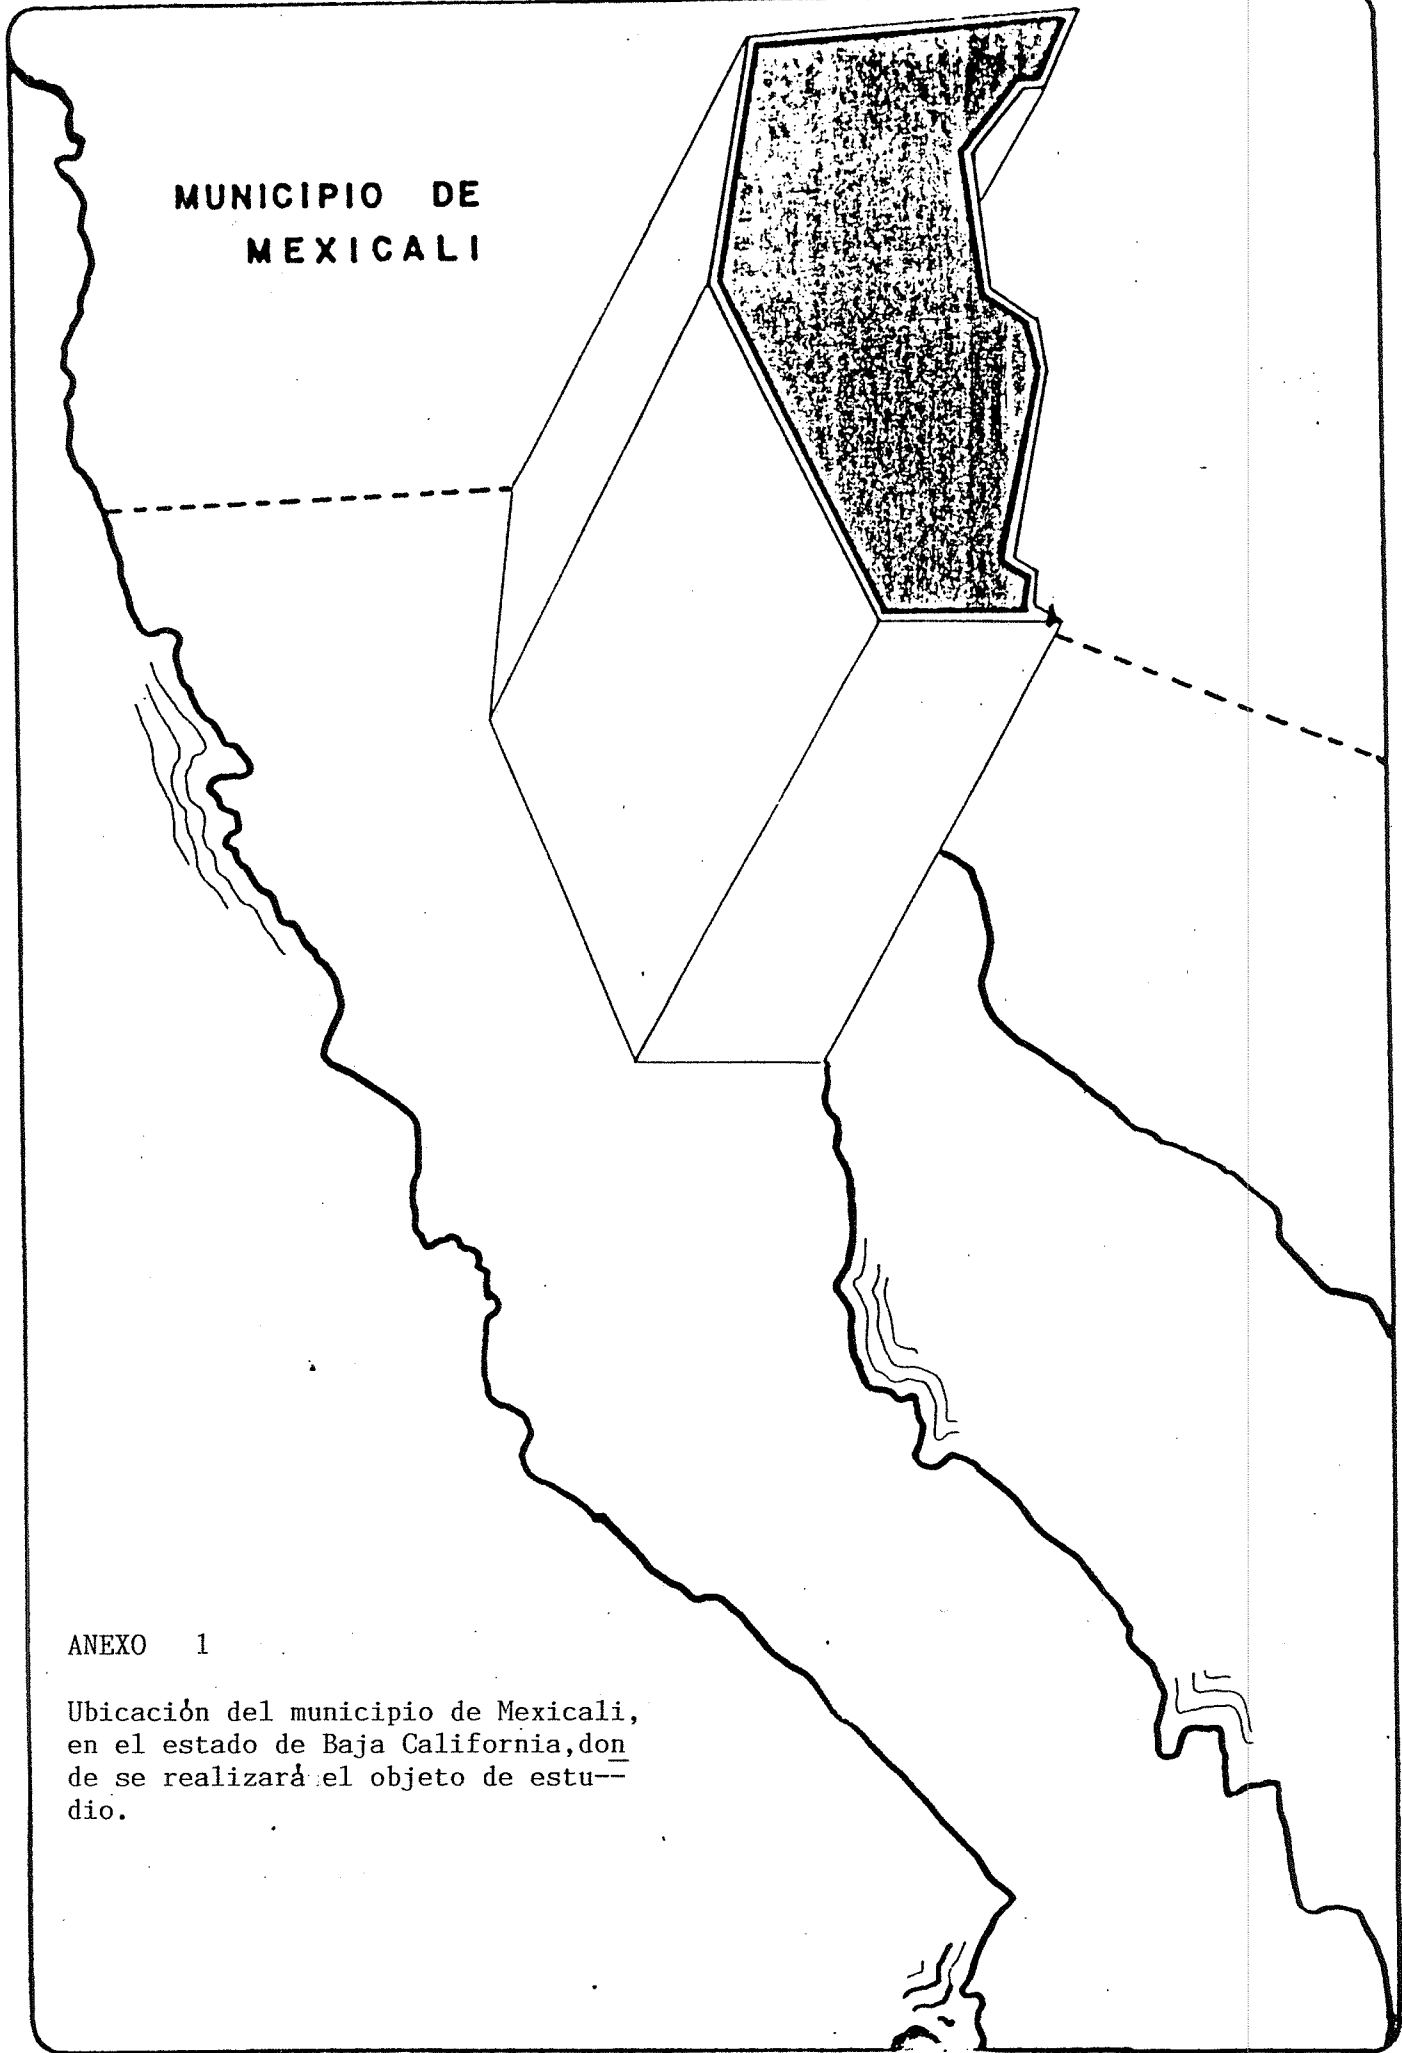 MUNICIPIO DE
MEXICALI
ANEXO 1
Ubicación del municipio de Mexicali,
en el estado de Baja California,don
de se realizará el objeto de estu--
dio.